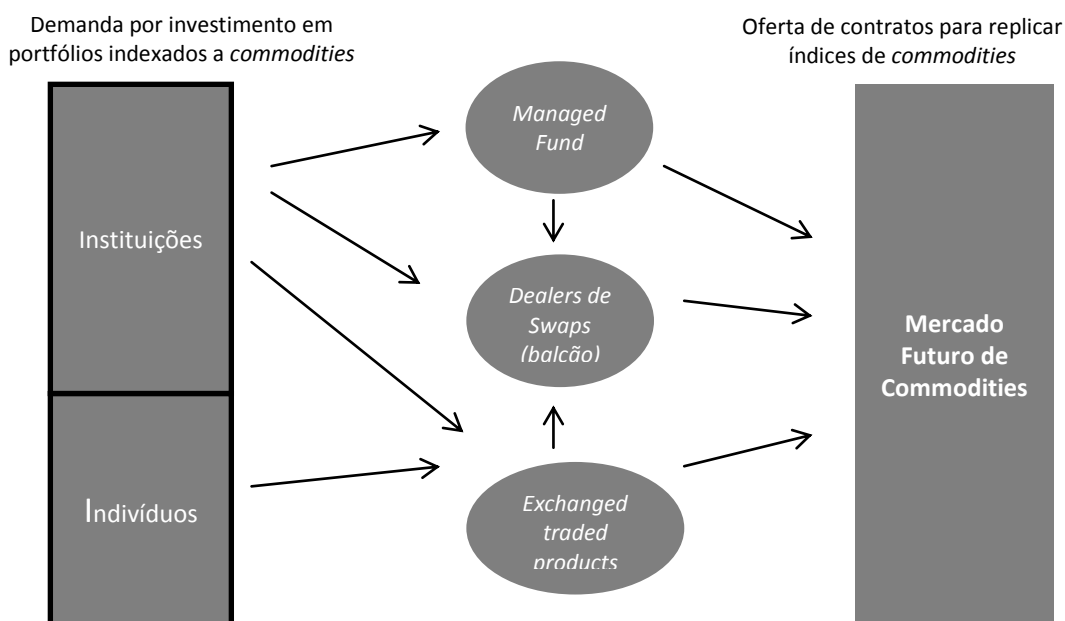 Demanda por investimento em
portfólios indexados a commodities
Oferta de contratos para replicar
índices de commodities
Instituições
Indivíduos
Managed
Fund
Dealers de
Swaps
(balcão)
Exchanged
traded
products
Mercado
Futuro de
Commodities